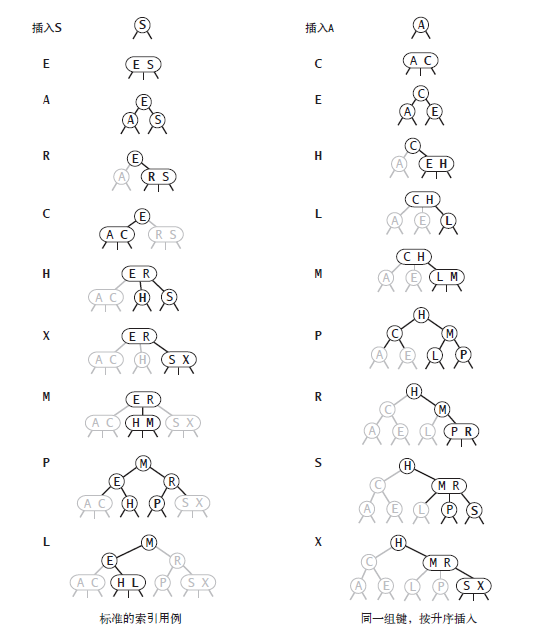 插入S
S
E
E S
A
E
A S
R
E
A R S
C
E
A C R S
H
E R
A C H S
X
E R
A C H S X
M
E R
A C H M S X
P
M
E R
A C H P S X
L
M
E R
A C H L P S X
标准的索引用例
插入A
A
C
A C
E
C
A E
H
C
A E H
L
C H
A E L
M
C H
A E L M
P
H
C M
A E L P
R
H
C M
A E L P R
S
H
C M R
A E L P S
X
H
C M R
A E L P S X
同一组键，按升序插入